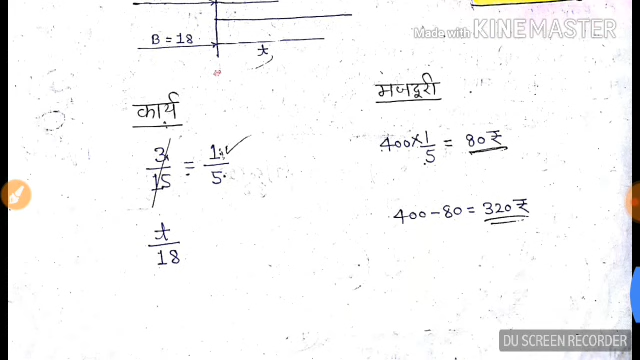 Made with KINEMASTER
B = 18
t
कार्य
मजदूरी
3/15 = 1/5
400 × 1/5 = 80 ₹
t/18
400 - 80 = 320 ₹
DU SCREEN RECORDER